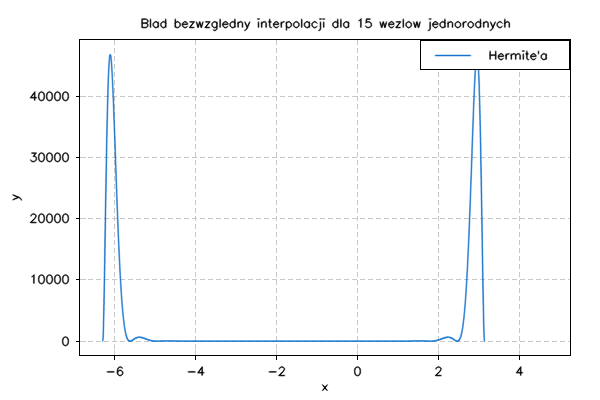 Blad bezwzgledny interpolacji dla 15 wezlow jednorodnych
Hermite'a
40000
30000
20000
10000
0
y
−6 −4 −2 0 2 4
x